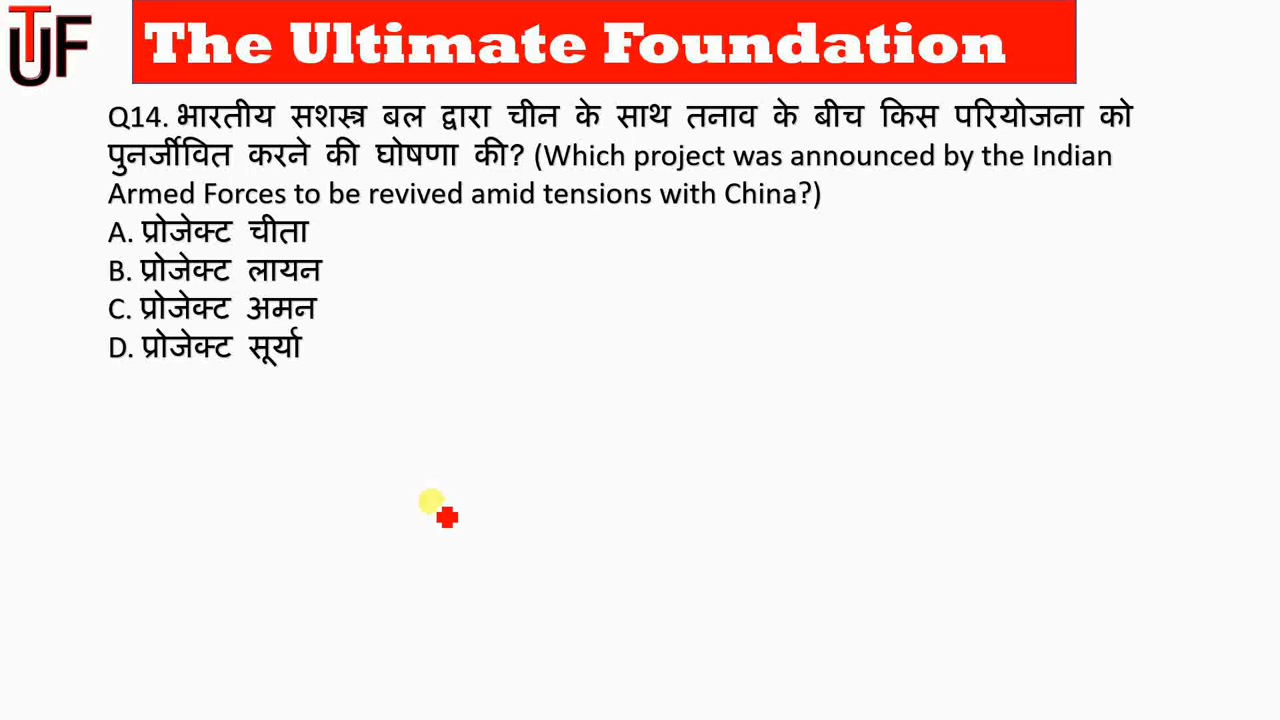 TUF
The Ultimate Foundation
Q14. भारतीय सशस्त्र बल द्वारा चीन के साथ तनाव के बीच किस परियोजना को
पुनर्जीवित करने की घोषणा की? (Which project was announced by the Indian
Armed Forces to be revived amid tensions with China?)
A. प्रोजेक्ट चीता
B. प्रोजेक्ट लायन
C. प्रोजेक्ट अमन
D. प्रोजेक्ट सूर्या